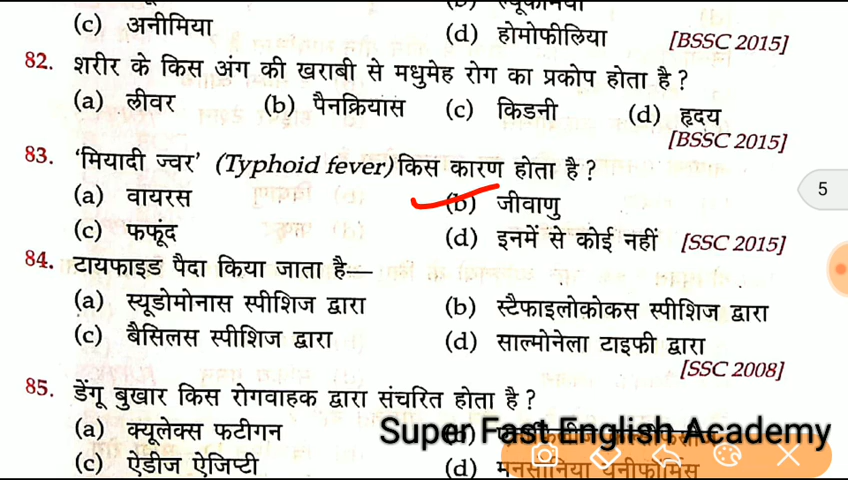 (c) अनीमिया (d) होमोफीलिया [BSSC 2015]
82. शरीर के किस अंग की खराबी से मधुमेह रोग का प्रकोप होता है ?
(a) लीवर (b) पैनक्रियास (c) किडनी (d) हृदय
[BSSC 2015]
83. ‘मियादी ज्वर’ (Typhoid fever) किस कारण होता है ?
(a) वायरस (b) जीवाणु
5
(c) फफूंद (d) इनमें से कोई नहीं [SSC 2015]
84. टायफाइड पैदा किया जाता है—
(a) स्यूडोमोनास स्पीशिज द्वारा (b) स्टैफाइलोकोकस स्पीशिज द्वारा
(c) बैसिलस स्पीशिज द्वारा (d) साल्मोनेला टाइफी द्वारा
[SSC 2008]
85. डेंगू बुखार किस रोगवाहक द्वारा संचरित होता है ?
(a) क्यूलेक्स फटीगन (b)
Super Fast English Academy
(c) ऐडीज ऐजिप्टी (d) मनसोनिया यूनीफॉर्मिस